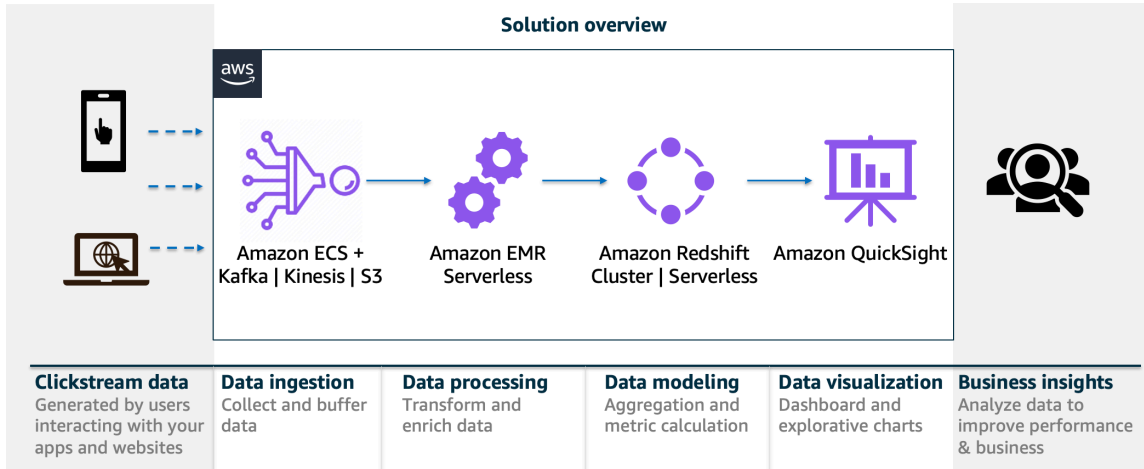 Solution overview
aws
Amazon ECS +
Kafka | Kinesis | S3
Amazon EMR
Serverless
Amazon Redshift
Cluster | Serverless
Amazon QuickSight
Clickstream data
Generated by users
interacting with your
apps and websites
Data ingestion
Collect and buffer
data
Data processing
Transform and
enrich data
Data modeling
Aggregation and
metric calculation
Data visualization
Dashboard and
explorative charts
Business insights
Analyze data to
improve performance
& business